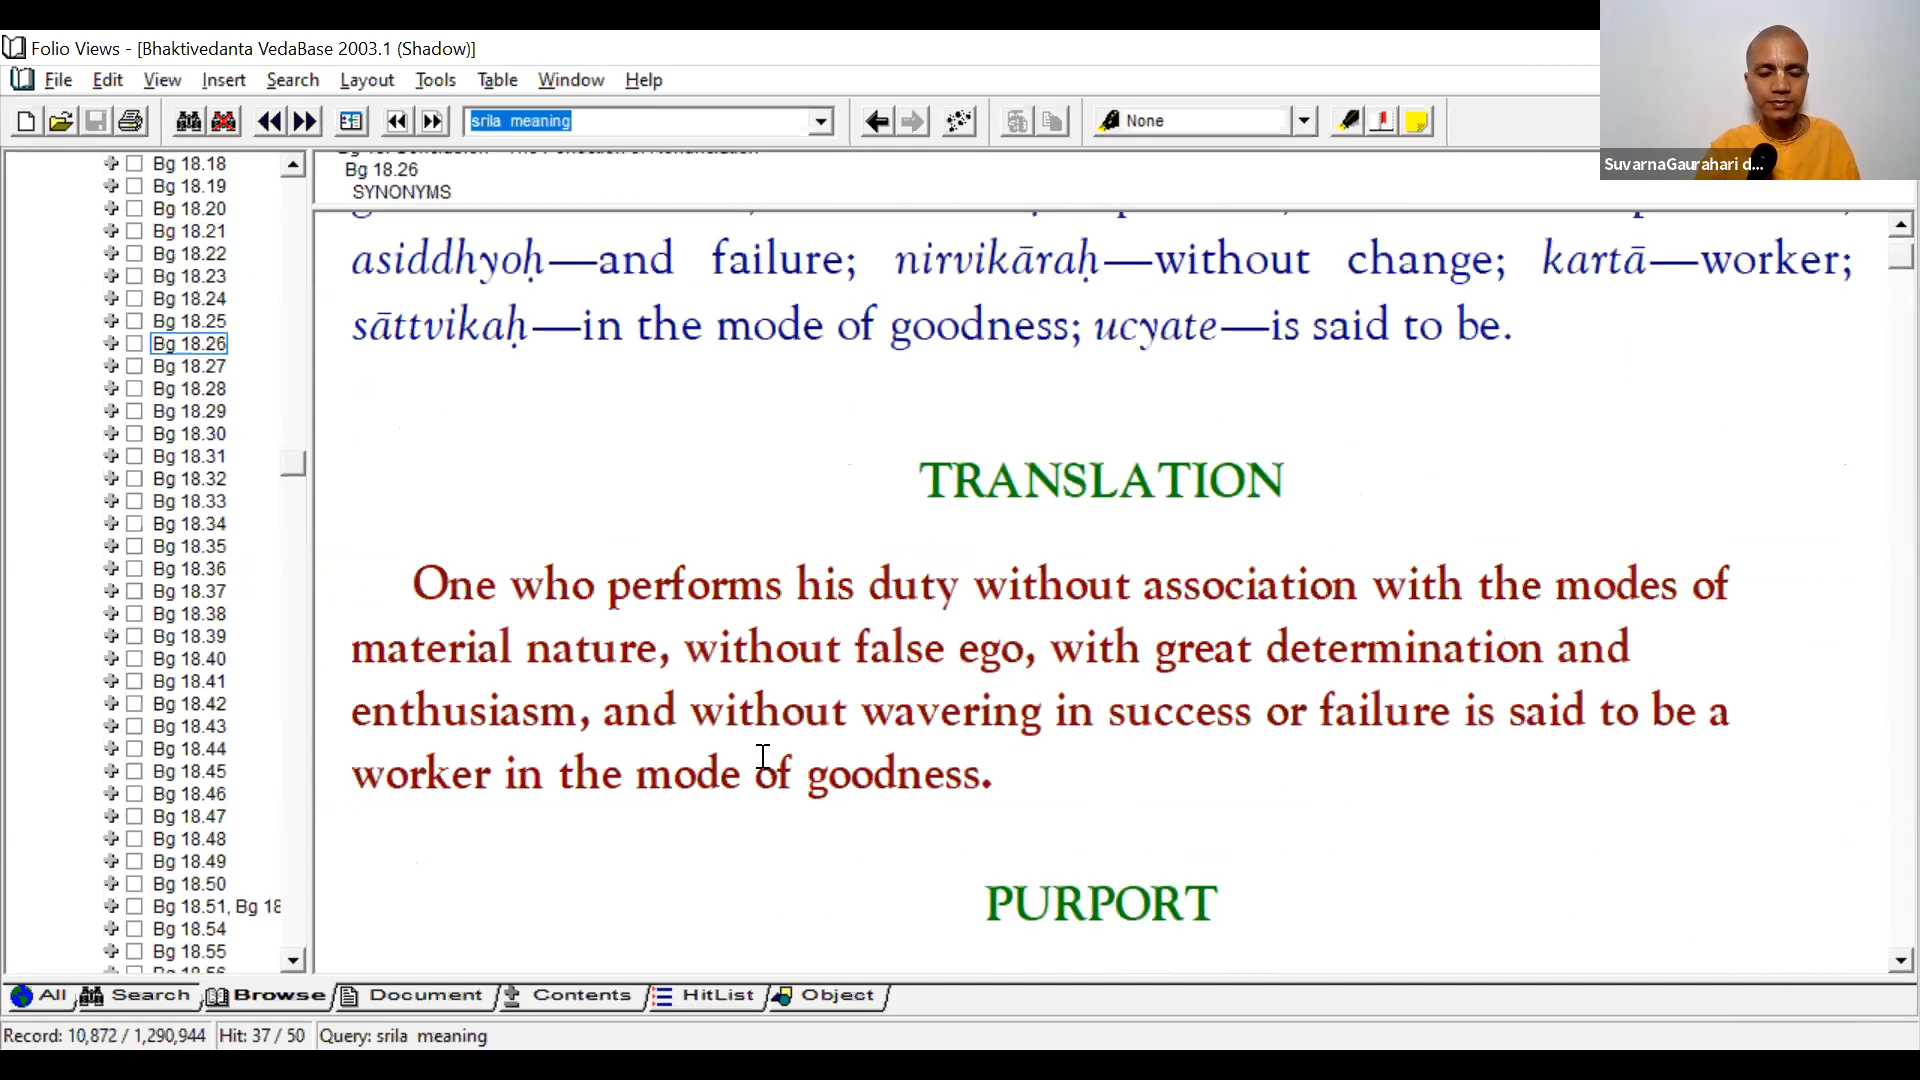 Folio Views - [Bhaktivedanta VedaBase 2003.1 (Shadow)]
File Edit View Insert Search Layout Tools Table Window Help
srila meaning
None
SuvarnaGaurahari d...
Bg 18.18
Bg 18.19
Bg 18.20
Bg 18.21
Bg 18.22
Bg 18.23
Bg 18.24
Bg 18.25
Bg 18.26
Bg 18.27
Bg 18.28
Bg 18.29
Bg 18.30
Bg 18.31
Bg 18.32
Bg 18.33
Bg 18.34
Bg 18.35
Bg 18.36
Bg 18.37
Bg 18.38
Bg 18.39
Bg 18.40
Bg 18.41
Bg 18.42
Bg 18.43
Bg 18.44
Bg 18.45
Bg 18.46
Bg 18.47
Bg 18.48
Bg 18.49
Bg 18.50
Bg 18.51, Bg 18
Bg 18.54
Bg 18.55
Bg 18.56
Bg 18.26
SYNONYMS
asiddhyoḥ—and failure; nirvikāraḥ—without change; kartā—worker;
sāttvikaḥ—in the mode of goodness; ucyate—is said to be.
TRANSLATION
One who performs his duty without association with the modes of
material nature, without false ego, with great determination and
enthusiasm, and without wavering in success or failure is said to be a
worker in the mode of goodness.
PURPORT
All Search Browse Document Contents HitList Object
Record: 10,872 / 1,290,944 Hit: 37 / 50 Query: srila meaning